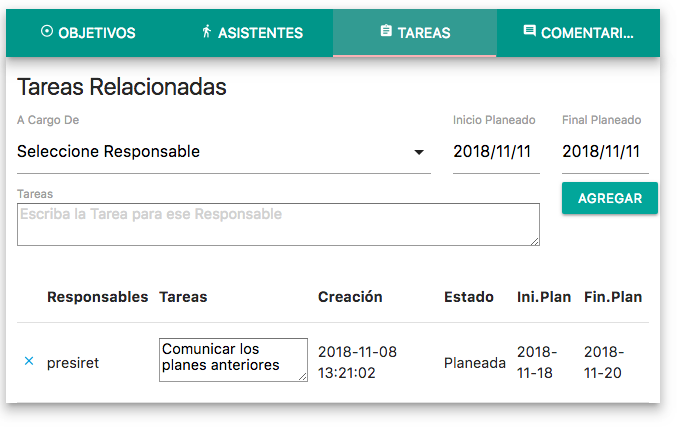 OBJETIVOS ASISTENTES TAREAS COMENTARI...
Tareas Relacionadas
A Cargo De Inicio Planeado Final Planeado
Seleccione Responsable 2018/11/11 2018/11/11
Tareas
Escriba la Tarea para ese Responsable
AGREGAR
Responsables Tareas Creación Estado Ini.Plan Fin.Plan
presiret
Comunicar los
planes anteriores
2018-11-08
13:21:02
Planeada
2018-
11-18
2018-
11-20